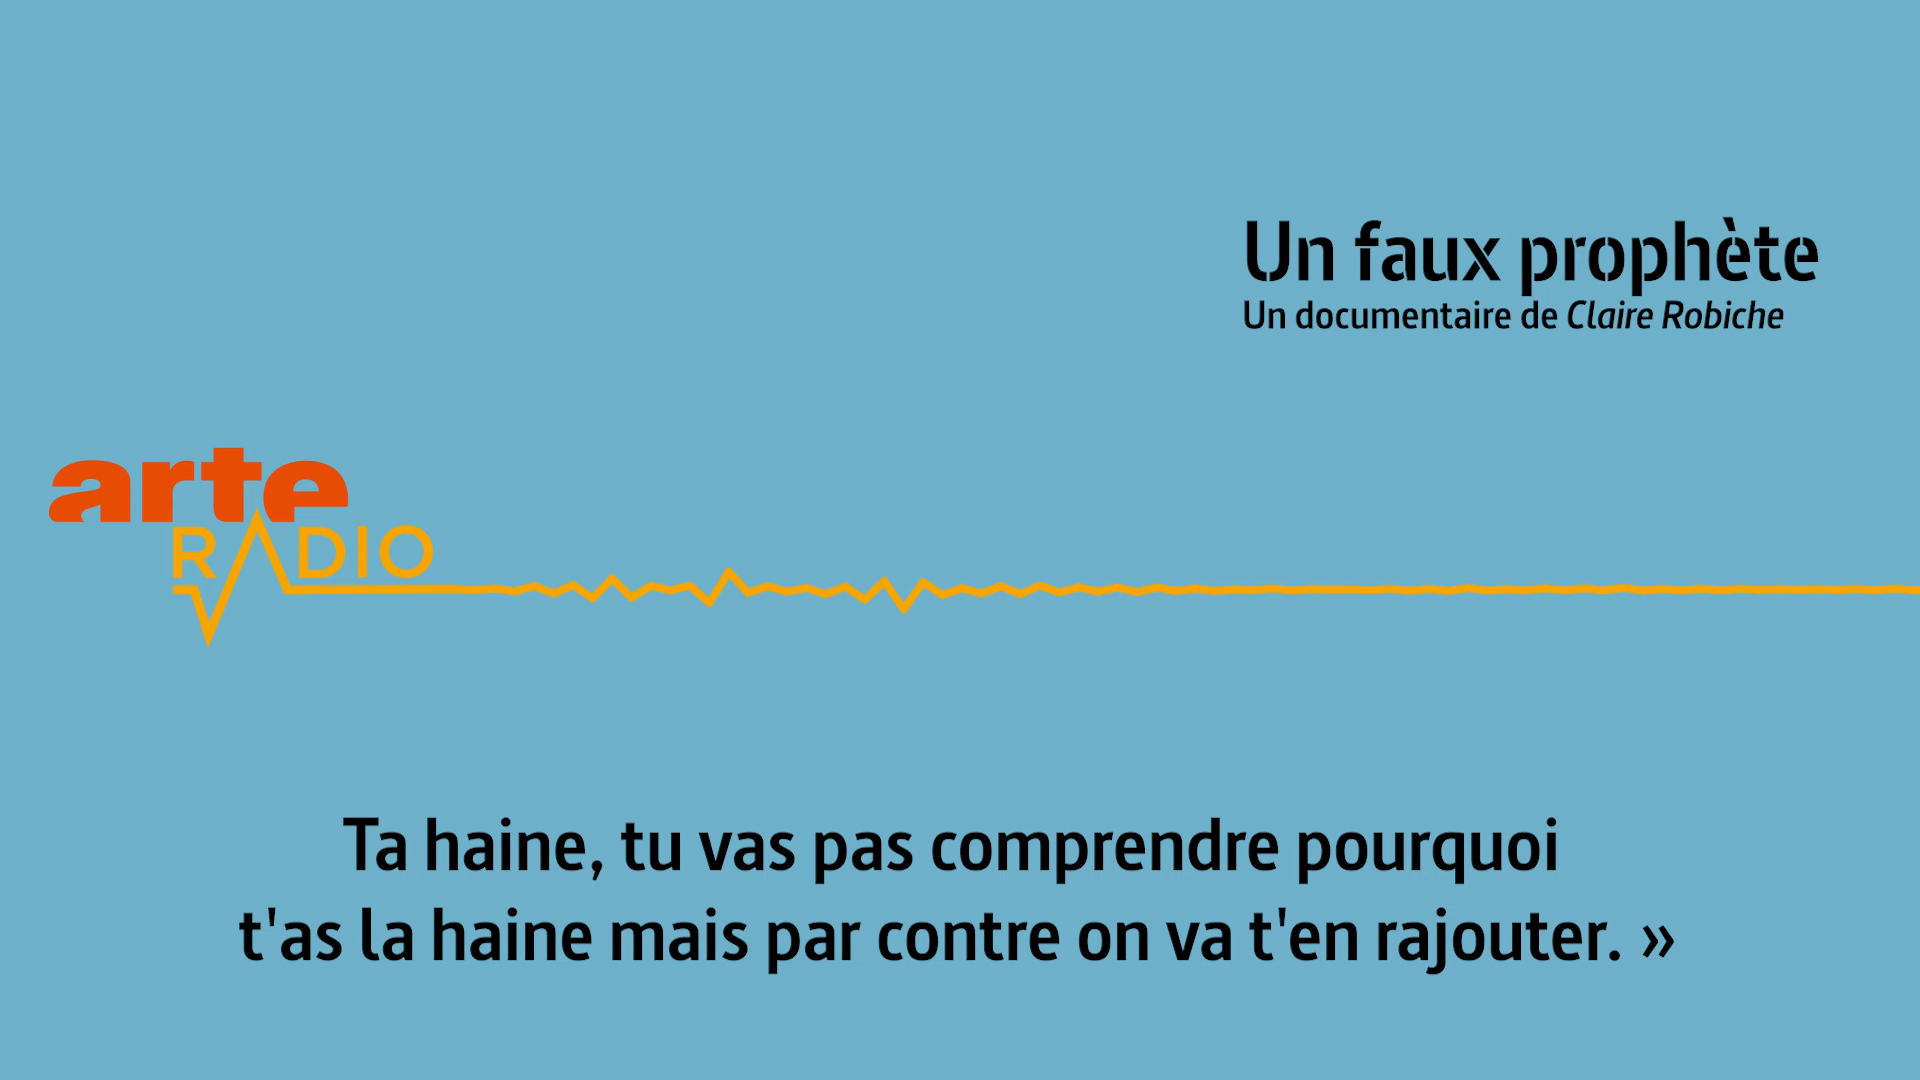 Un faux prophète
Un documentaire de Claire Robiche
arte
RADIO
Ta haine, tu vas pas comprendre pourquoi
t'as la haine mais par contre on va t'en rajouter. »